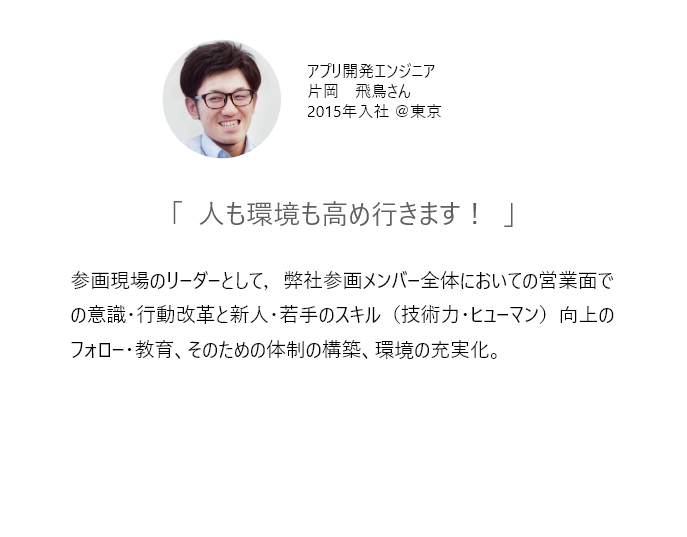 アプリ開発エンジニア
片岡　飛鳥さん
2015年入社 @東京
「　人も環境も高め行きます！　」
参画現場のリーダーとして，弊社参画メンバー全体においての営業面で
の意識・行動改革と新人・若手のスキル（技術力・ヒューマン）向上の
フォロー・教育、そのための体制の構築、環境の充実化。